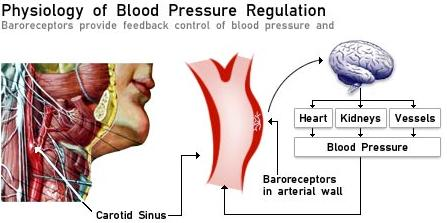 Physiology of Blood Pressure Regulation
Baroreceptors provide feedback control of blood pressure and
Heart
Kidneys
Vessels
Blood Pressure
Baroreceptors
in arterial wall
Carotid Sinus